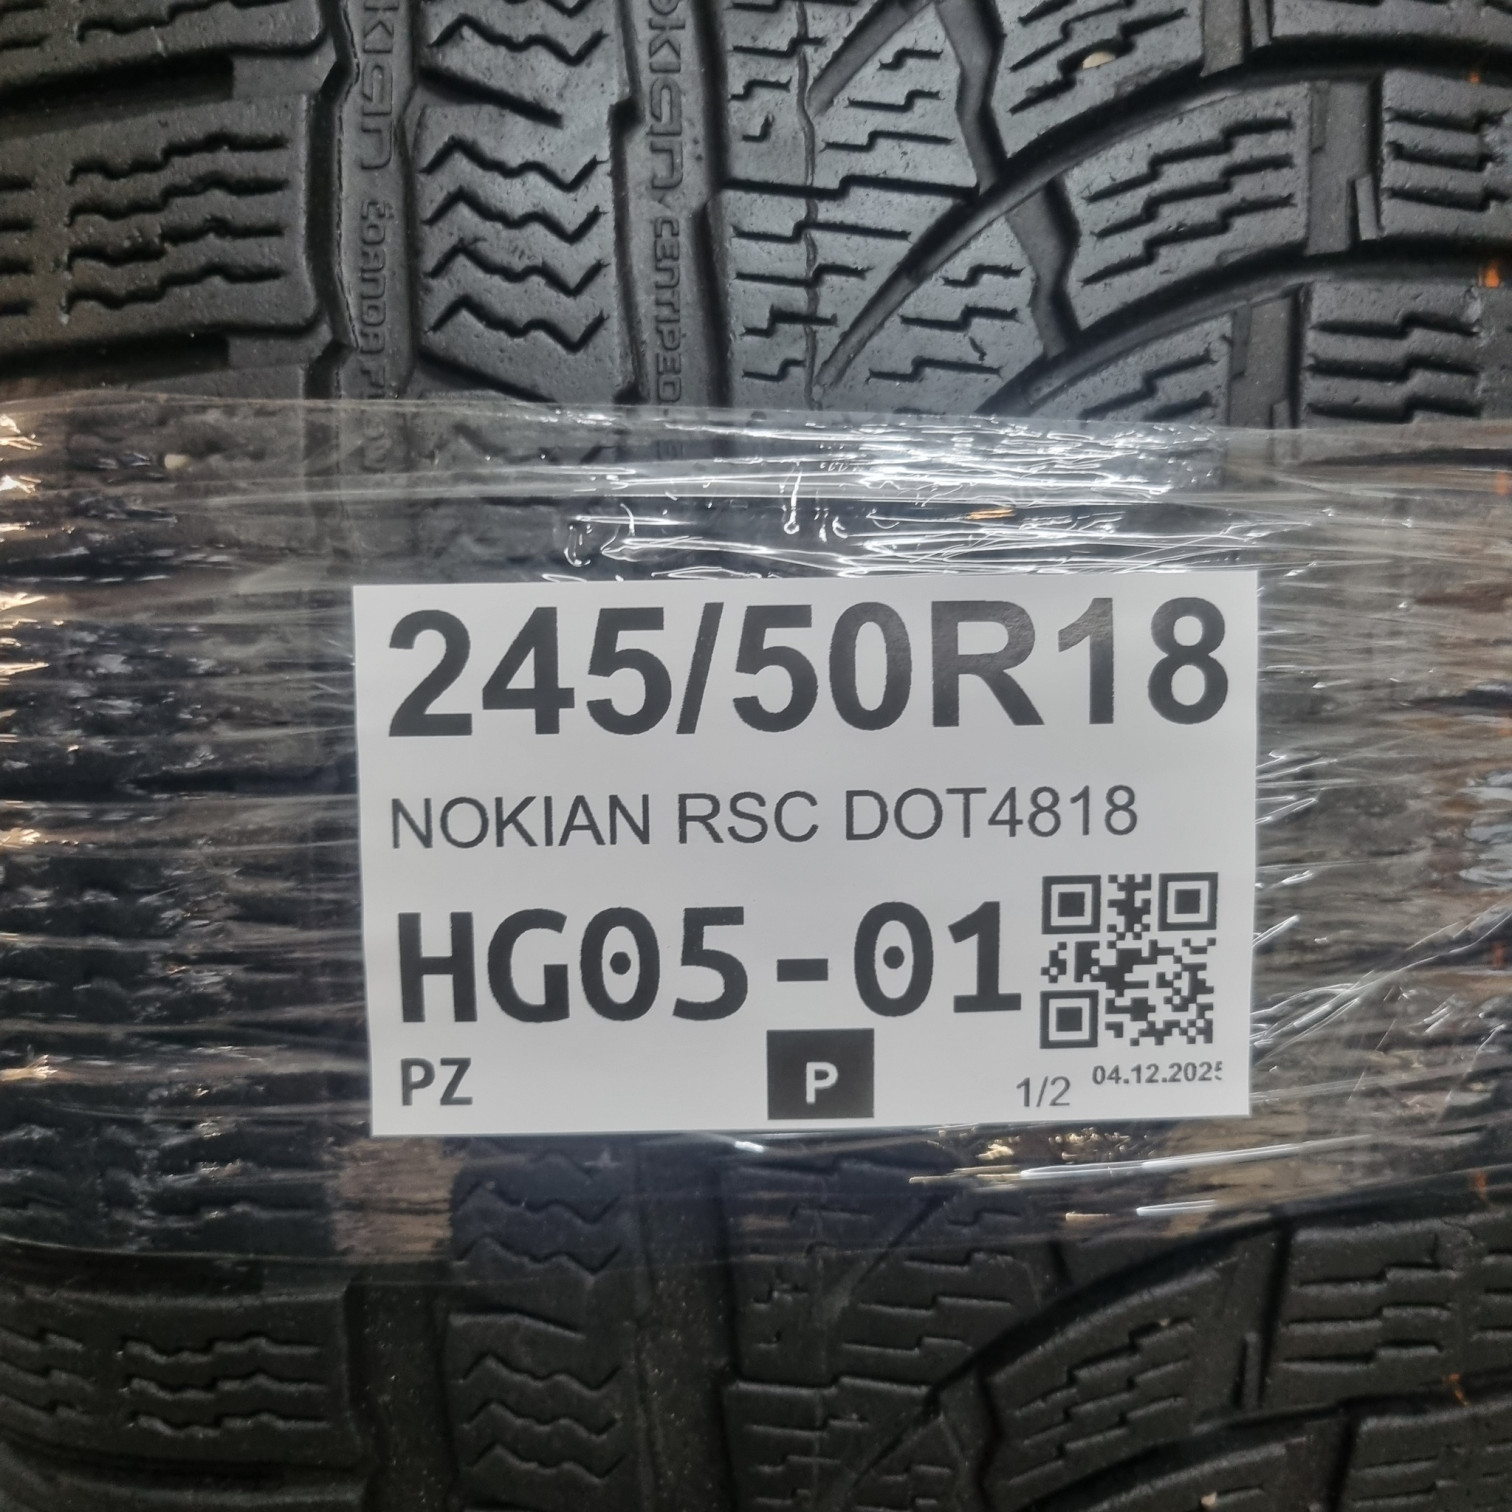 245/50R18
NOKIAN RSC DOT4818
HG05-01
PZ
P
1/2
04.12.2025